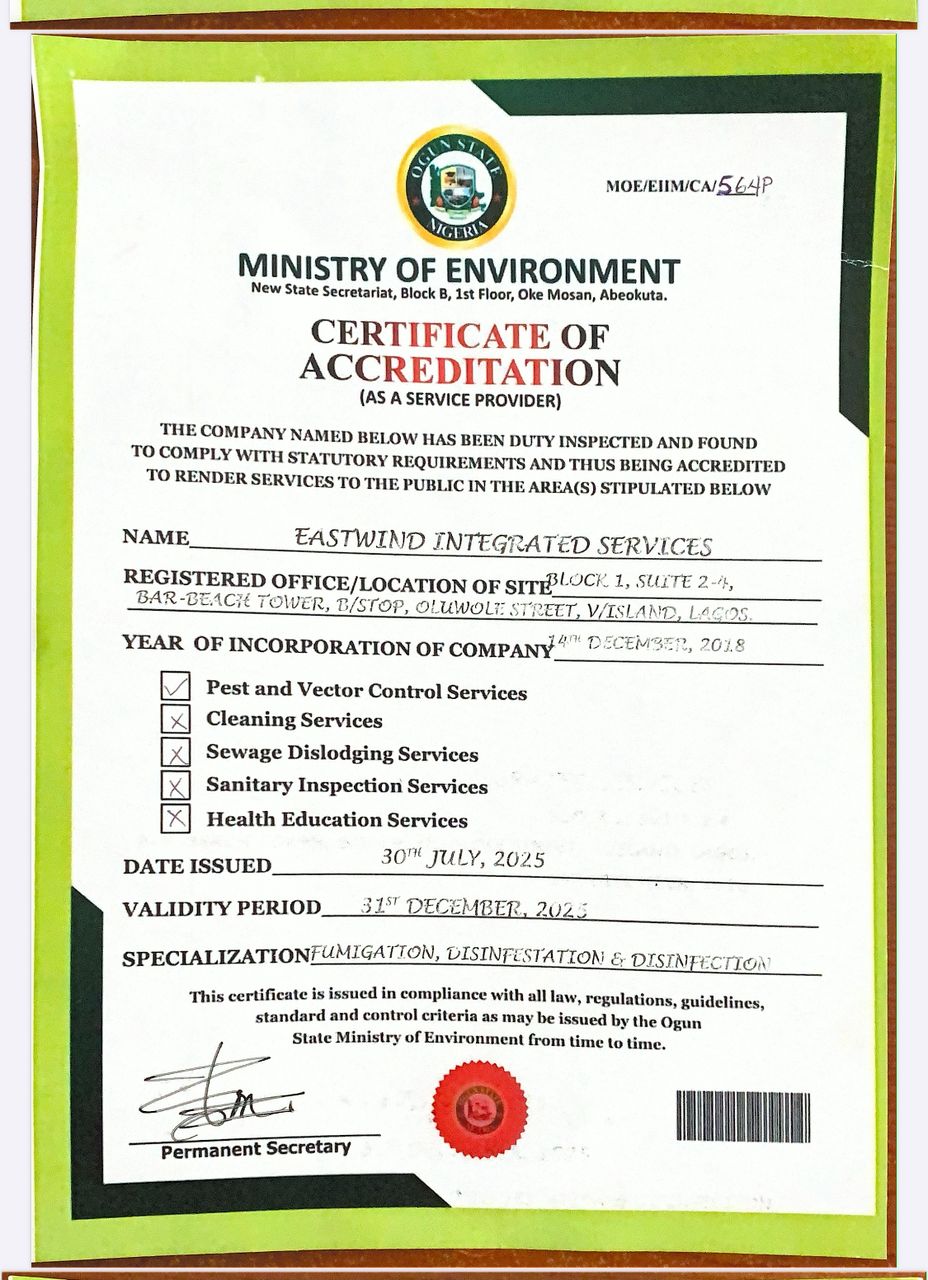 OGUN STATE
NIGERIA
MOE/EIIM/CA/564P
MINISTRY OF ENVIRONMENT
New State Secretariat, Block B, 1st Floor, Oke Mosan, Abeokuta.
CERTIFICATE OF
ACCREDITATION
(AS A SERVICE PROVIDER)
THE COMPANY NAMED BELOW HAS BEEN DUTY INSPECTED AND FOUND
TO COMPLY WITH STATUTORY REQUIREMENTS AND THUS BEING ACCREDITED
TO RENDER SERVICES TO THE PUBLIC IN THE AREA(S) STIPULATED BELOW
NAME EASTWIND INTEGRATED SERVICES
REGISTERED OFFICE/LOCATION OF SITE BLOCK 1, SUITE 2-4,
BAR-BEACH TOWER, B/STOP, OLUWOLE STREET, V/ISLAND, LAGOS.
YEAR OF INCORPORATION OF COMPANY 14TH DECEMBER, 2018
Pest and Vector Control Services
Cleaning Services
Sewage Dislodging Services
Sanitary Inspection Services
Health Education Services
DATE ISSUED 30TH JULY, 2025
VALIDITY PERIOD 31ST DECEMBER, 2025
SPECIALIZATION FUMIGATION, DISINFESTATION & DISINFECTION
This certificate is issued in compliance with all law, regulations, guidelines,
standard and control criteria as may be issued by the Ogun
State Ministry of Environment from time to time.
Permanent Secretary